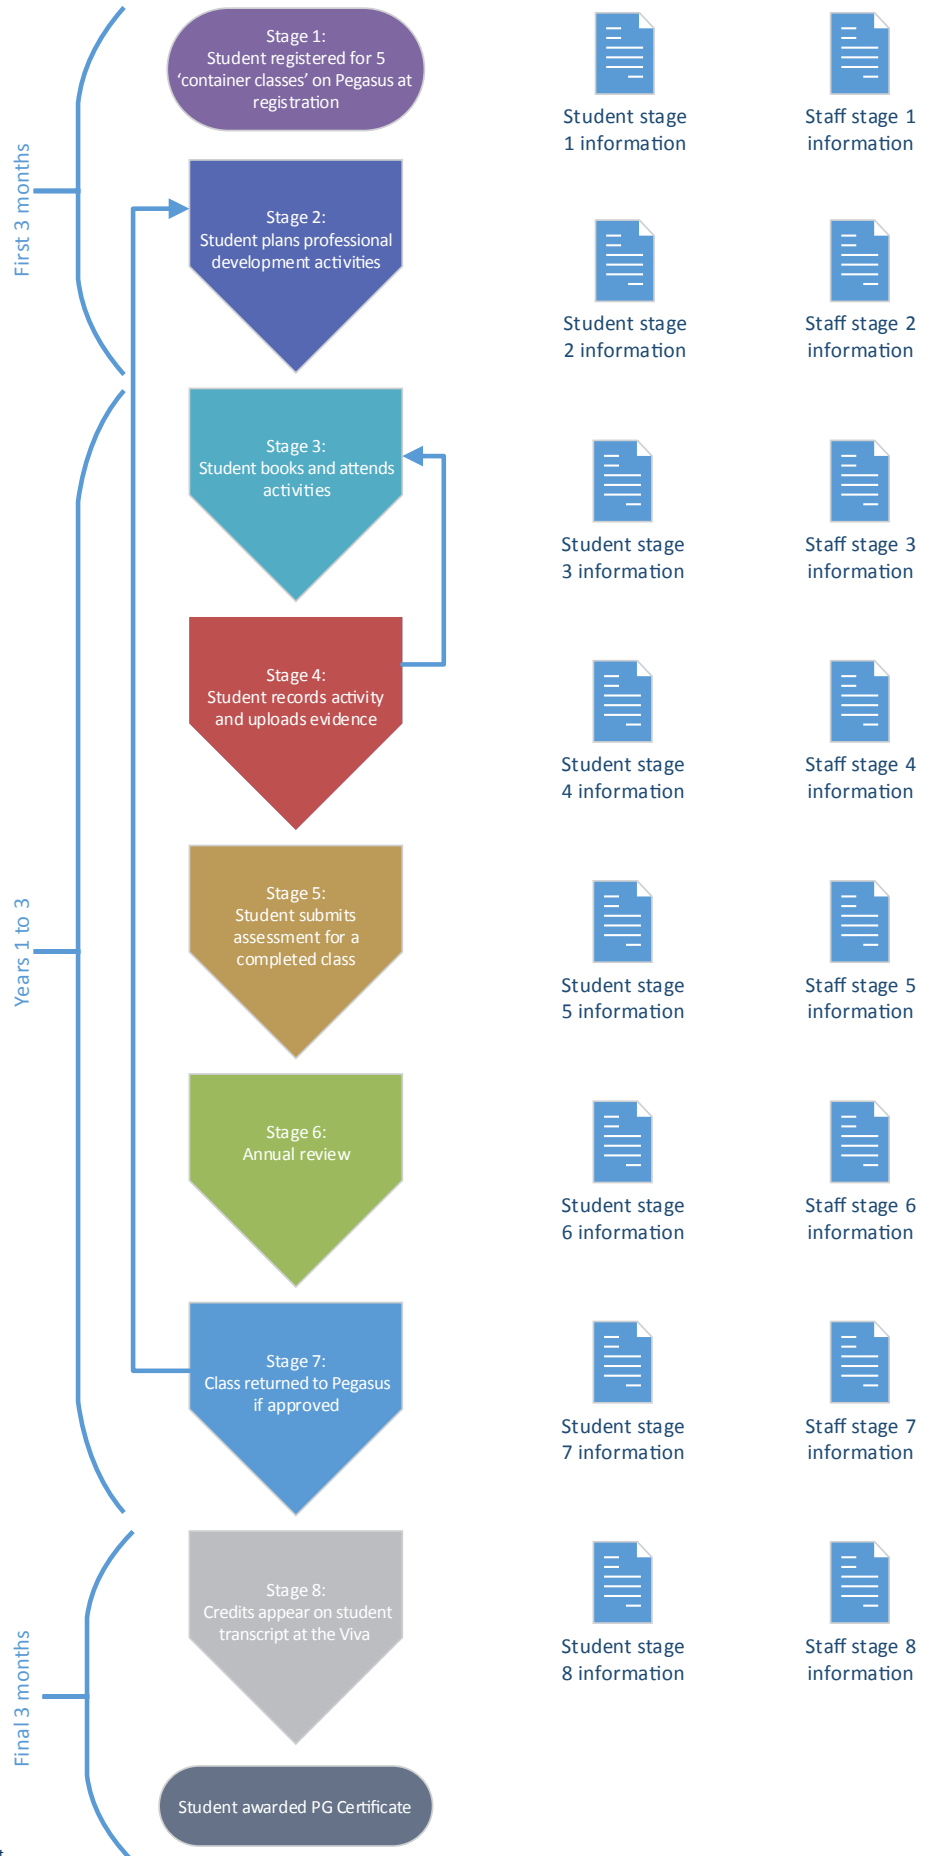 First 3 months
Stage 1:
Student registered for 5
‘container classes’ on Pegasus at
registration
Student stage
1 information
Staff stage 1
information
Stage 2:
Student plans professional
development activities
Student stage
2 information
Staff stage 2
information
Years 1 to 3
Stage 3:
Student books and attends
activities
Student stage
3 information
Staff stage 3
information
Stage 4:
Student records activity
and uploads evidence
Student stage
4 information
Staff stage 4
information
Stage 5:
Student submits
assessment for a
completed class
Student stage
5 information
Staff stage 5
information
Stage 6:
Annual review
Student stage
6 information
Staff stage 6
information
Stage 7:
Class returned to Pegasus
if approved
Student stage
7 information
Staff stage 7
information
Final 3 months
Stage 8:
Credits appear on student
transcript at the Viva
Student stage
8 information
Staff stage 8
information
Student awarded PG Certificate